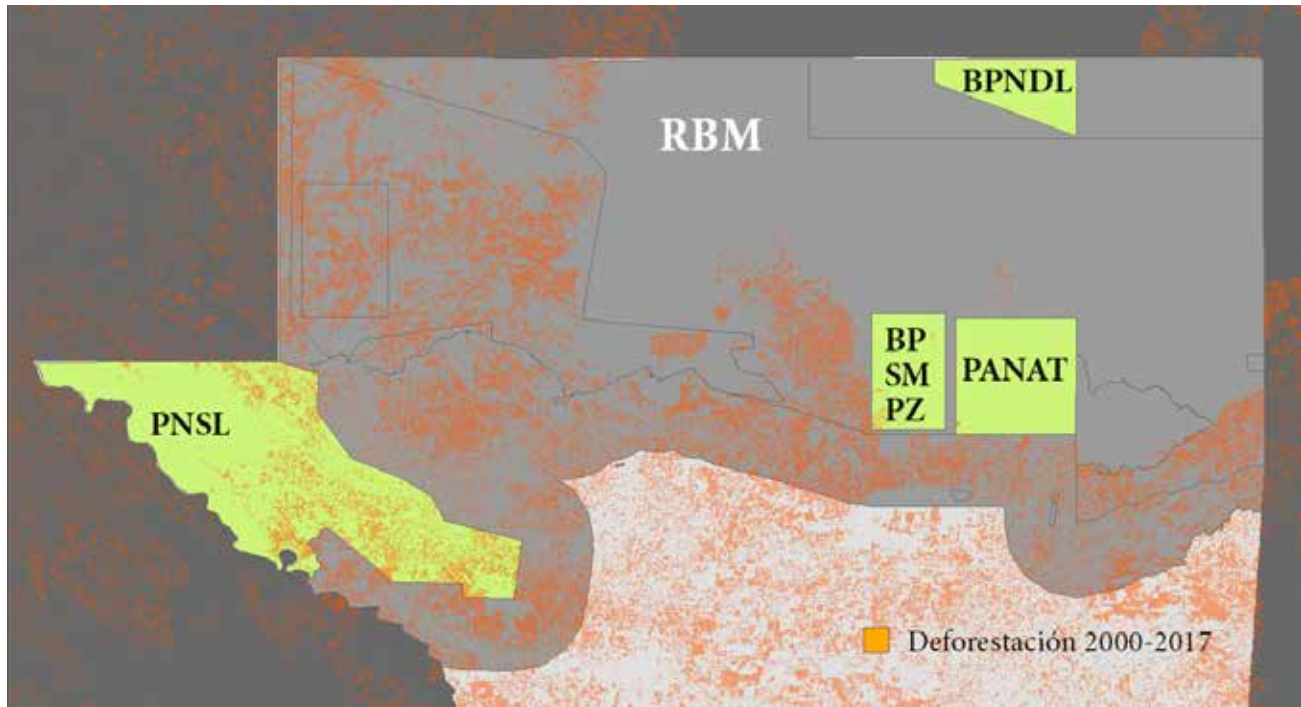 BPNDL
RBM
BP
SM
PZ
PANAT
PNSL
Deforestación 2000-2017